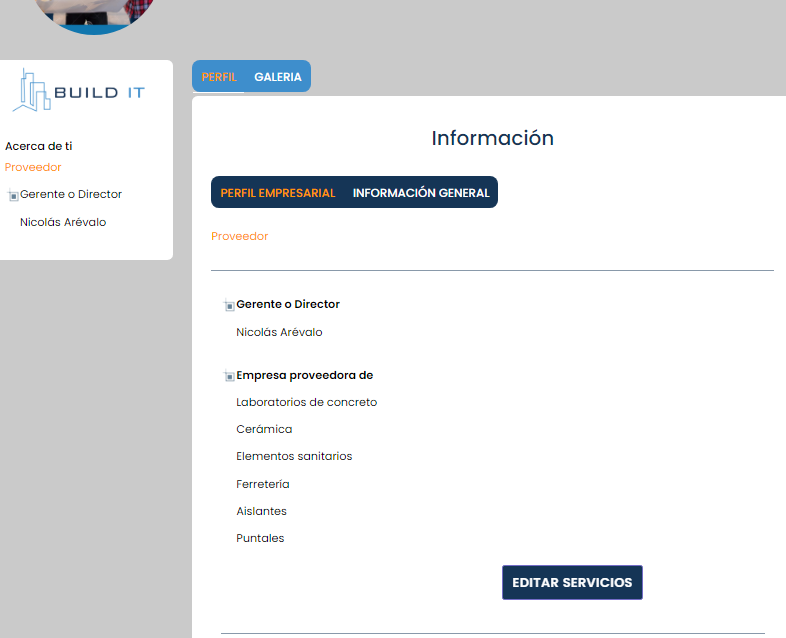 BUILD IT
Acerca de ti
Proveedor
Gerente o Director
Nicolás Arévalo
PERFIL GALERIA
Información
PERFIL EMPRESARIAL INFORMACIÓN GENERAL
Proveedor
Gerente o Director
Nicolás Arévalo
Empresa proveedora de
Laboratorios de concreto
Cerámica
Elementos sanitarios
Ferretería
Aislantes
Puntales
EDITAR SERVICIOS